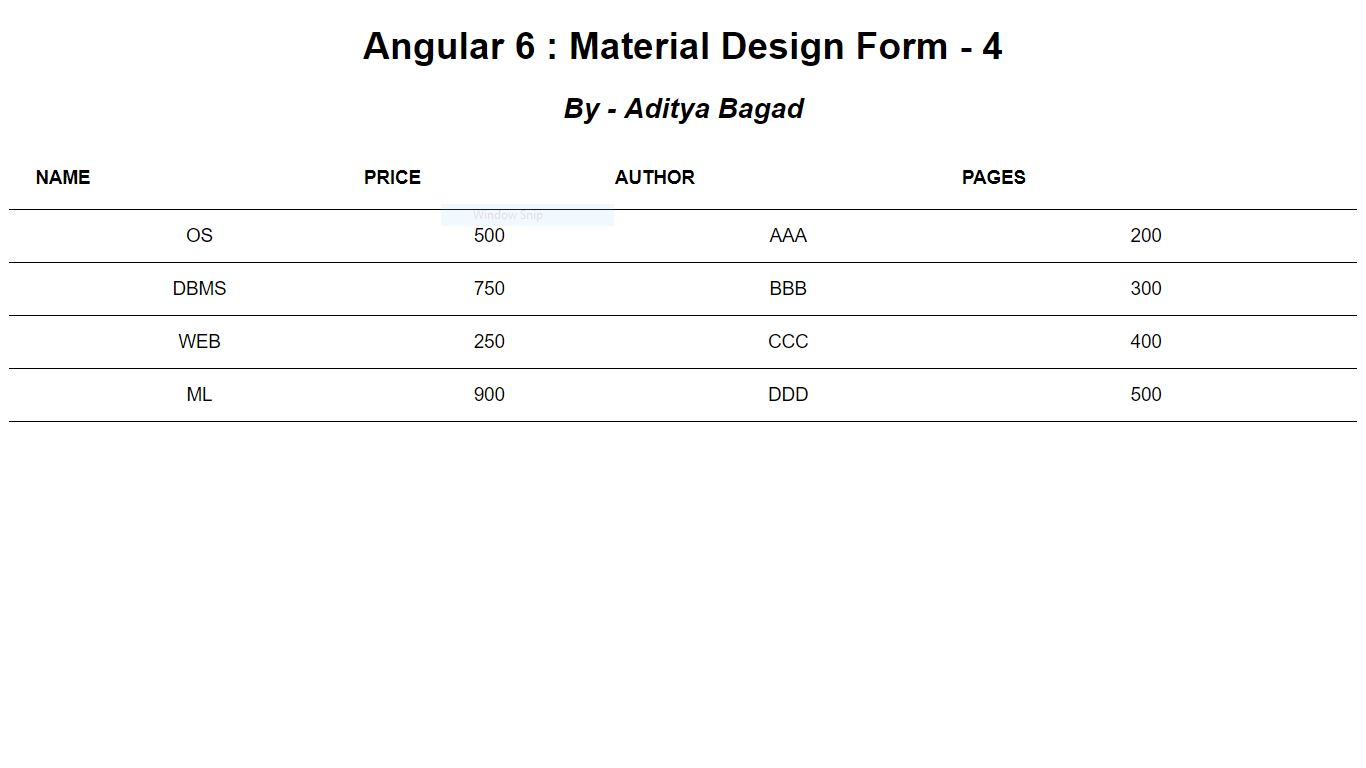 Angular 6 : Material Design Form - 4
By - Aditya Bagad
NAME PRICE AUTHOR PAGES
Window Snip
OS 500 AAA 200
DBMS 750 BBB 300
WEB 250 CCC 400
ML 900 DDD 500